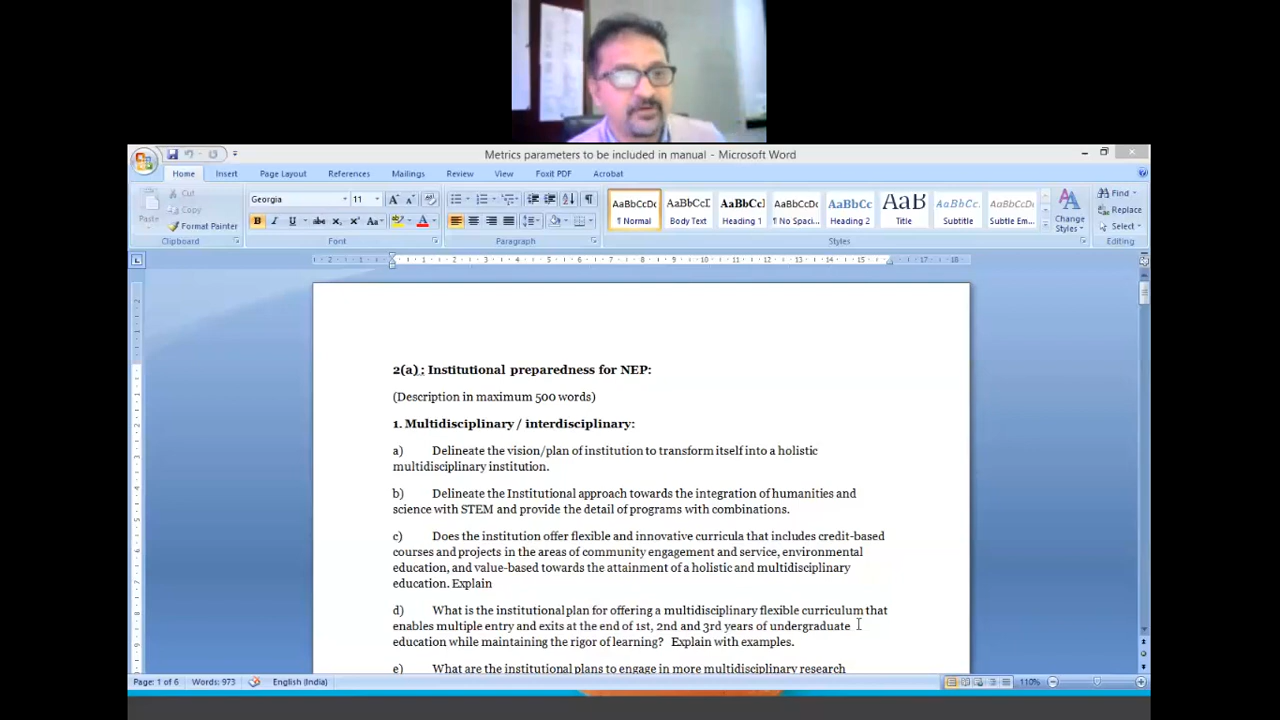 Metrics parameters to be included in manual - Microsoft Word
Home Insert Page Layout References Mailings Review View Foxit PDF Acrobat
Paste Cut Copy Format Painter
Clipboard
Georgia 11
Font
Paragraph
AaBbCcDc AaBbCcD AaBbCcI AaBbCcDc AaBbCc AaB AaBbCc. AaBbCcDi
¶ Normal Body Text Heading 1 ¶ No Spaci... Heading 2 Title Subtitle Subtle Em...
Styles
Change Styles
Find Replace Select
Editing
2(a) : Institutional preparedness for NEP:
(Description in maximum 500 words)
1. Multidisciplinary / interdisciplinary:
a) Delineate the vision/plan of institution to transform itself into a holistic
multidisciplinary institution.
b) Delineate the Institutional approach towards the integration of humanities and
science with STEM and provide the detail of programs with combinations.
c) Does the institution offer flexible and innovative curricula that includes credit-based
courses and projects in the areas of community engagement and service, environmental
education, and value-based towards the attainment of a holistic and multidisciplinary
education. Explain
d) What is the institutional plan for offering a multidisciplinary flexible curriculum that
enables multiple entry and exits at the end of 1st, 2nd and 3rd years of undergraduate
education while maintaining the rigor of learning? Explain with examples.
e) What are the institutional plans to engage in more multidisciplinary research
Page: 1 of 6 Words: 973 English (India) 110%